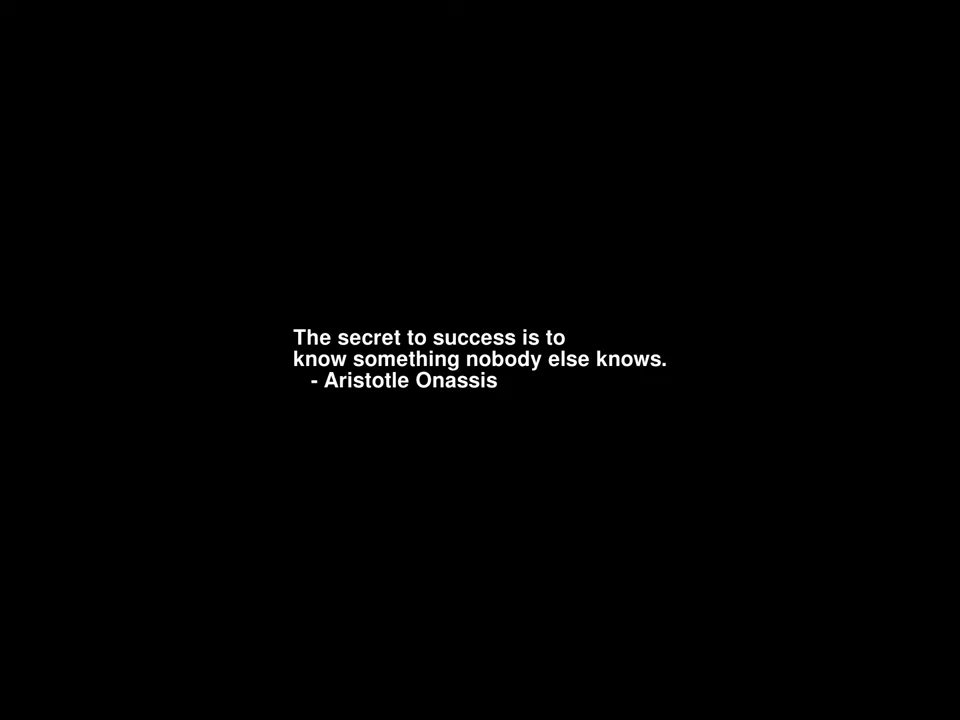 The secret to success is to
know something nobody else knows.
- Aristotle Onassis